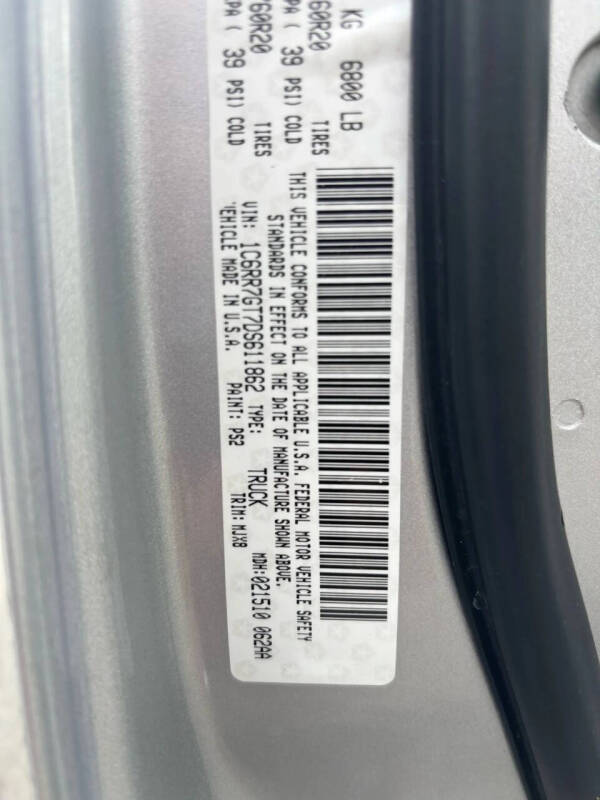 KG 6800 LB
60R20 TIRES
PA ( 39 PSI) COLD
60R20 TIRES
PA ( 39 PSI) COLD
THIS VEHICLE CONFORMS TO ALL APPLICABLE U.S.A. FEDERAL MOTOR VEHICLE SAFETY
STANDARDS IN EFFECT ON THE DATE OF MANUFACTURE SHOWN ABOVE.
VIN: 1C6RR7GT7DS611862 TYPE: TRUCK MDH:021510 062AA
VEHICLE MADE IN U.S.A. PAINT: PS2 TRIM: MJX8